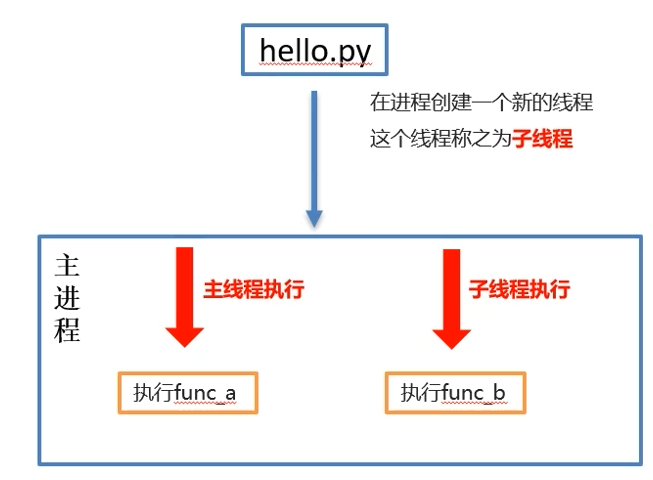 hello.py
在进程创建一个新的线程
这个线程称之为子线程
主进程
主线程执行
子线程执行
执行func_a
执行func_b